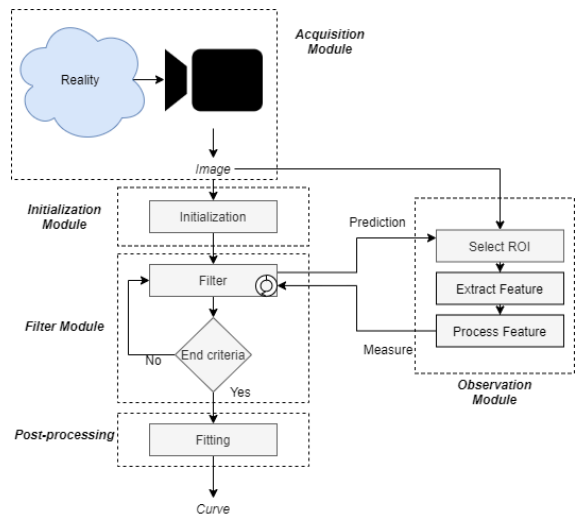 Acquisition
Module
Reality
Image
Initialization
Module
Initialization
Prediction
Select ROI
Filter
Extract Feature
Filter Module
Process Feature
End criteria
Measure
No
Yes
Observation
Module
Post-processing
Fitting
Curve